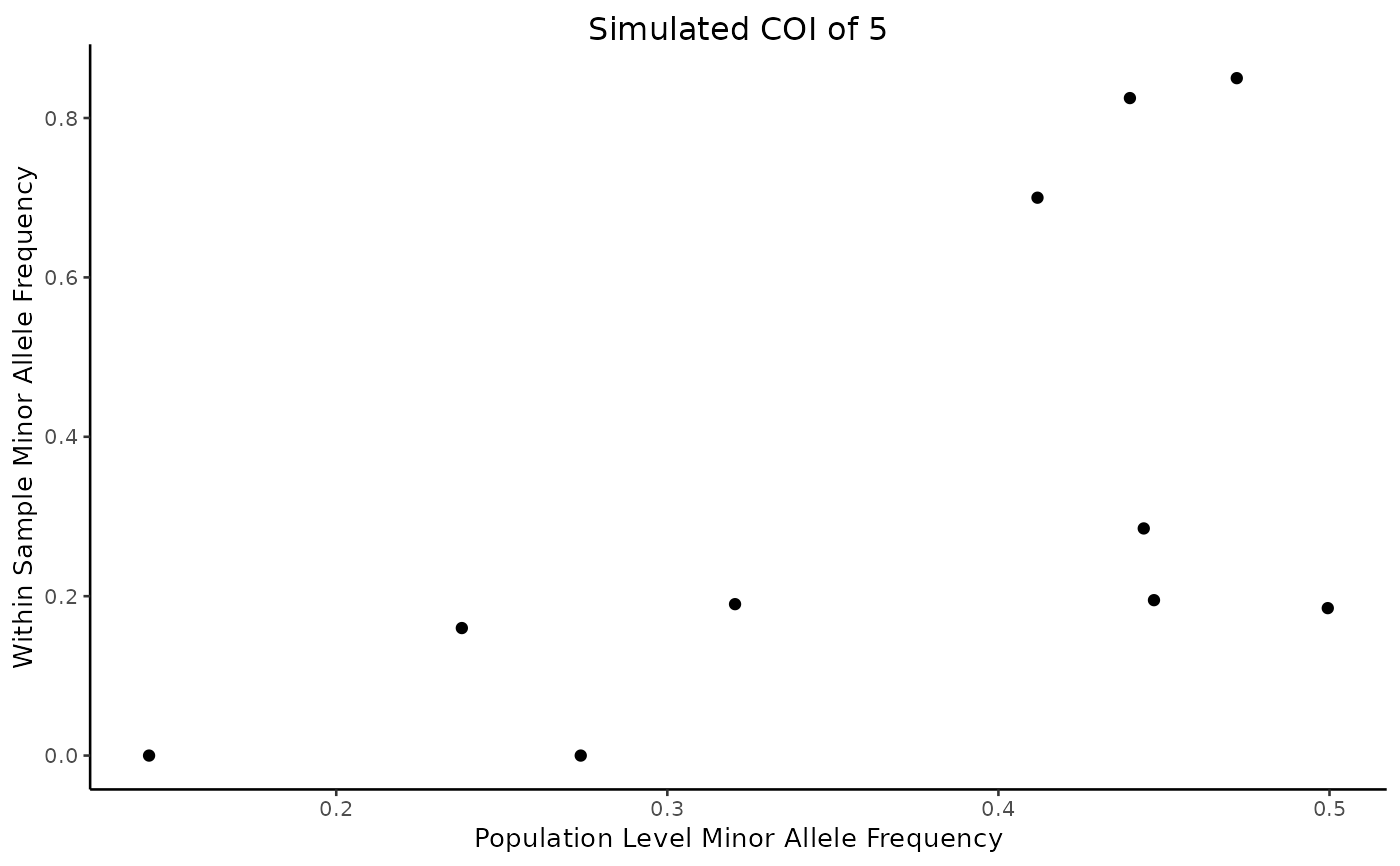 Simulated COI of 5
Within Sample Minor Allele Frequency
0.8
0.6
0.4
0.2
0.0
0.2 0.3 0.4 0.5
Population Level Minor Allele Frequency